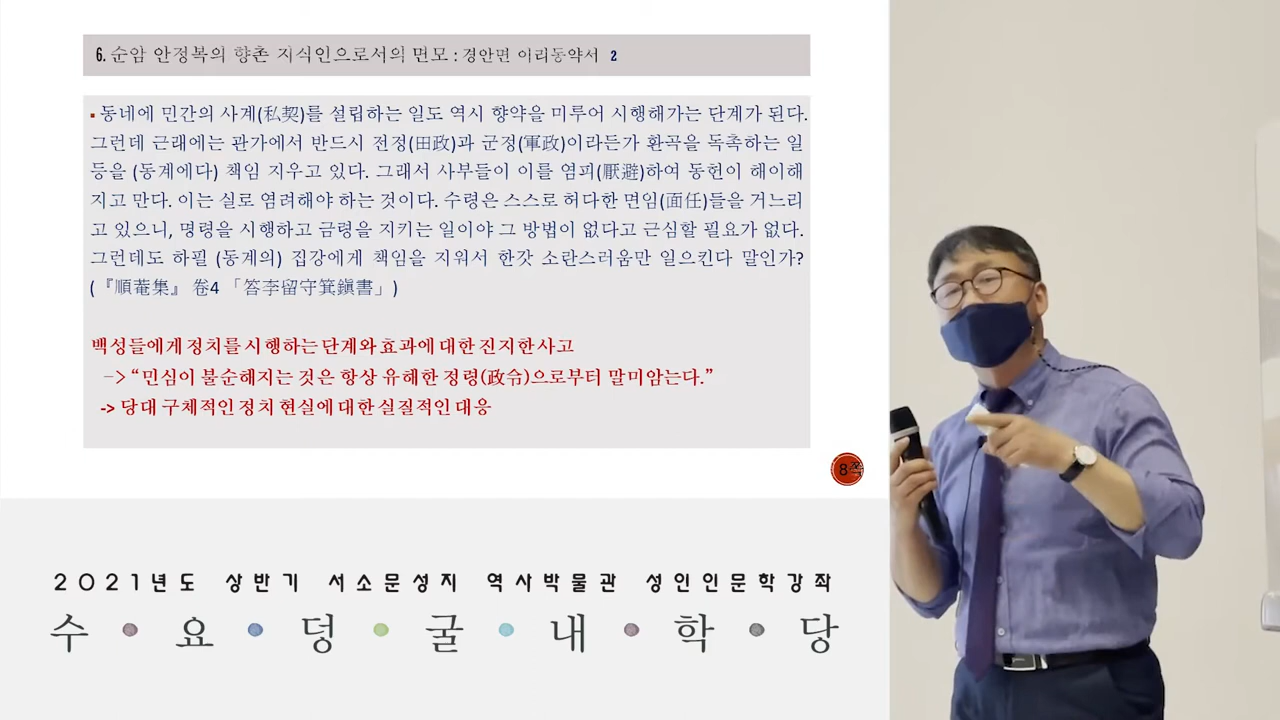 6. 순암 안정복의 향촌 지식인으로서의 면모 : 경안면 이리동약서 2
▪ 동네에 민간의 사계(私契)를 설립하는 일도 역시 향약을 미루어 시행해가는 단계가 된다.
그런데 근래에는 관가에서 반드시 전정(田政)과 군정(軍政)이라든가 환곡을 독촉하는 일
등을 (동계에다) 책임 지우고 있다. 그래서 사부들이 이를 염피(厭避)하여 동헌이 해이해
지고 만다. 이는 실로 염려해야 하는 것이다. 수령은 스스로 허다한 면임(面任)들을 거느리
고 있으니, 명령을 시행하고 금령을 지키는 일이야 그 방법이 없다고 근심할 필요가 없다.
그런데도 하필 (동계의) 집강에게 책임을 지워서 한갓 소란스러움만 일으킨다 말인가?
(『順菴集』 卷4 「答李留守箕鎭書」)
백성들에게 정치를 시행하는 단계와 효과에 대한 진지한 사고
–> “민심이 불순해지는 것은 항상 유해한 정령(政令)으로부터 말미암는다.”
-> 당대 구체적인 정치 현실에 대한 실질적인 대응
8쪽
2021년도 상반기 서소문성지 역사박물관 성인인문학강좌
수•요•덩•굴•내•학•당